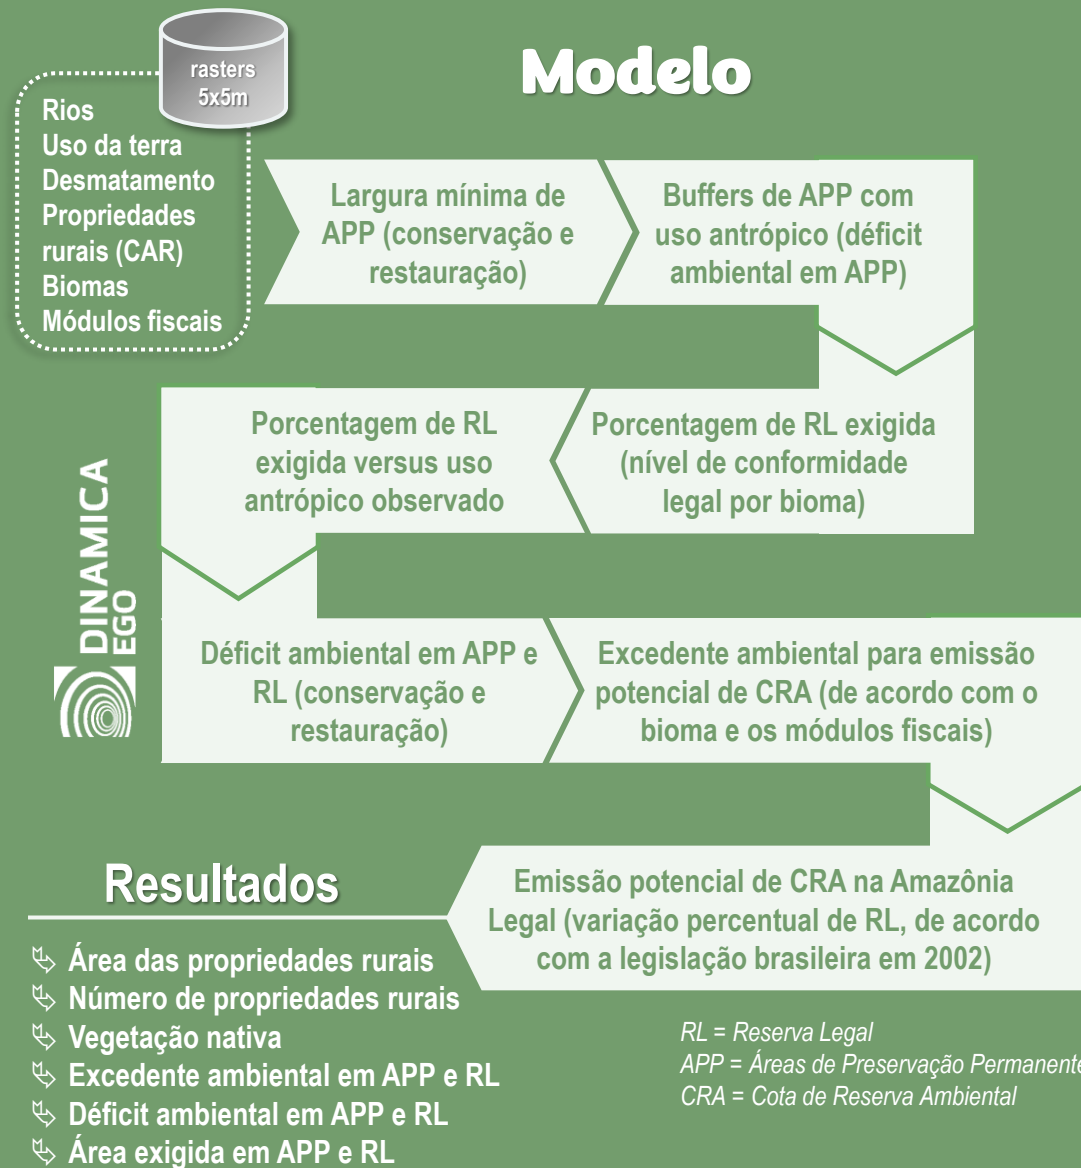 Modelo
rasters
5x5m
Rios
Uso da terra
Desmatamento
Propriedades
rurais (CAR)
Biomas
Módulos fiscais
Largura mínima de
APP (conservação e
restauração)
Buffers de APP com
uso antrópico (déficit
ambiental em APP)
Porcentagem de RL exigida
(nível de conformidade
legal por bioma)
Porcentagem de RL
exigida versus uso
antrópico observado
DINAMICA
EGO
Déficit ambiental em APP e
RL (conservação e
restauração)
Excedente ambiental para emissão
potencial de CRA (de acordo com o
bioma e os módulos fiscais)
Emissão potencial de CRA na Amazônia
Legal (variação percentual de RL, de acordo
com a legislação brasileira em 2002)
Resultados
Área das propriedades rurais
Número de propriedades rurais
Vegetação nativa
Excedente ambiental em APP e RL
Déficit ambiental em APP e RL
Área exigida em APP e RL
RL = Reserva Legal
APP = Áreas de Preservação Permanente
CRA = Cota de Reserva Ambiental